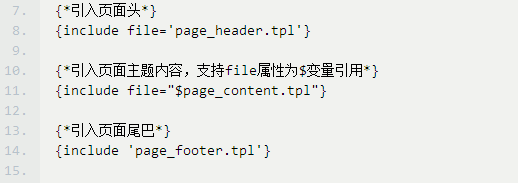 7. {*引入页面头*}
8. {include file='page_header.tpl'}
9.
10. {*引入页面主题内容，支持file属性为$变量引用*}
11. {include file="$page_content.tpl"}
12.
13. {*引入页面尾巴*}
14. {include 'page_footer.tpl'}
15.